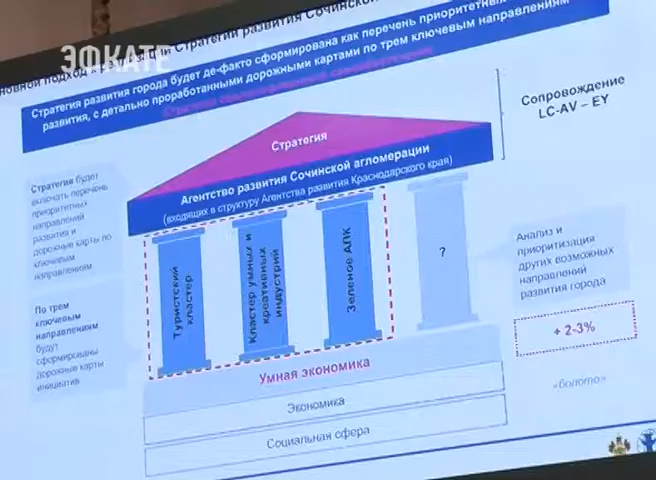 ЭФКАТЕ
Стратегии развития Сочинской
Стратегия развития города будет де-факто сформирована как перечень приоритетных
развития, с детально проработанными дорожными картами по трем ключевым направлениям
Сопровождение
LC-AV – EY
Стратегия
Агентство развития Сочинской агломерации
(входящих в структуру Агентства развития Краснодарского края)
Стратегия будет
включать перечень
приоритетных
направлений
развития и
дорожные карты по
ключевым
направлениям
По трем
ключевым
направлениям
будут
сформированы
дорожные карты
инициатив
Туристский
кластер
Кластер умных и
креативных
индустрий
Зеленое АПК
?
Анализ и
приоритизация
других возможных
направлений
развития города
+ 2-3%
«болото»
Умная экономика
Экономика
Социальная сфера